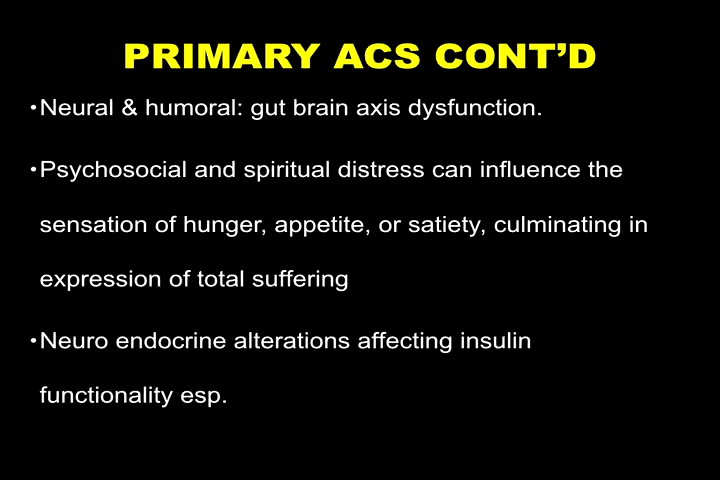 PRIMARY ACS CONT’D
•Neural & humoral: gut brain axis dysfunction.
•Psychosocial and spiritual distress can influence the
sensation of hunger, appetite, or satiety, culminating in
expression of total suffering
•Neuro endocrine alterations affecting insulin
functionality esp.